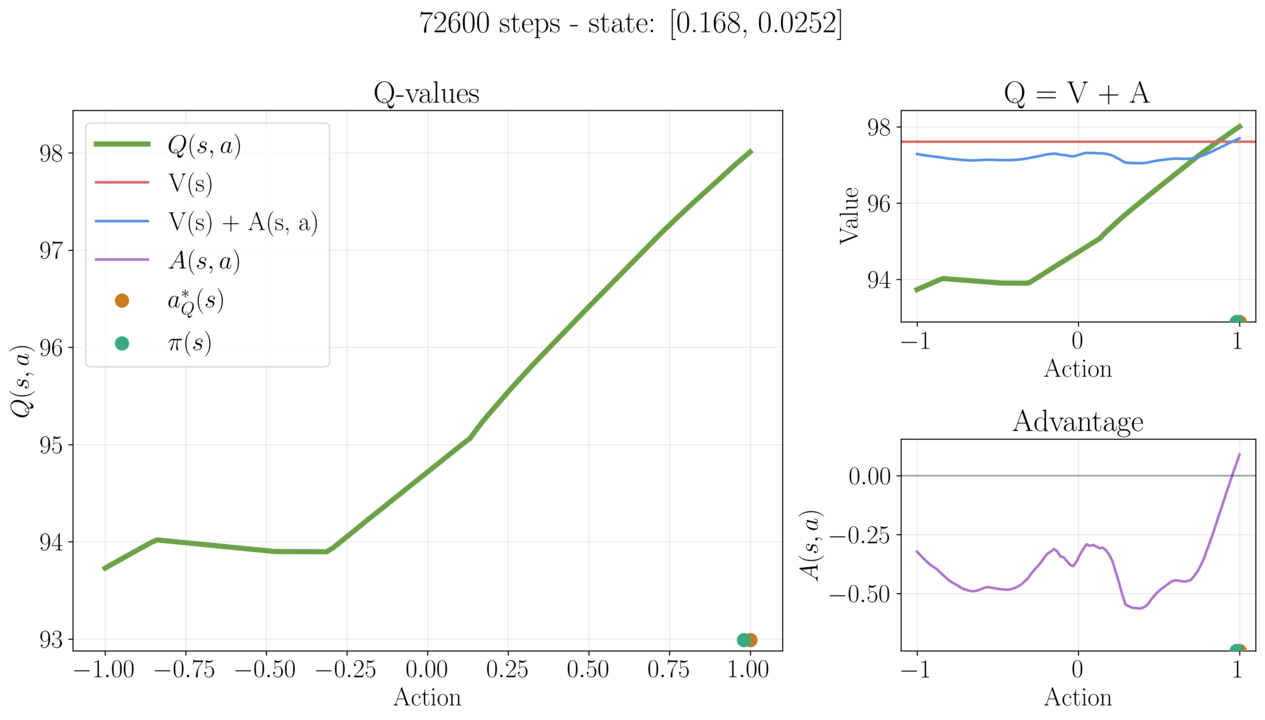 72600 steps - state: [0.168, 0.0252]
Q-values
Q(s, a)
V(s)
V(s) + A(s, a)
A(s, a)
a*_Q(s)
π(s)
98
97
96
95
94
93
Q(s, a)
−1.00 −0.75 −0.50 −0.25 0.00 0.25 0.50 0.75 1.00
Action
Q = V + A
98
96
94
Value
−1 0 1
Action
Advantage
0.00
−0.25
−0.50
A(s, a)
−1 0 1
Action